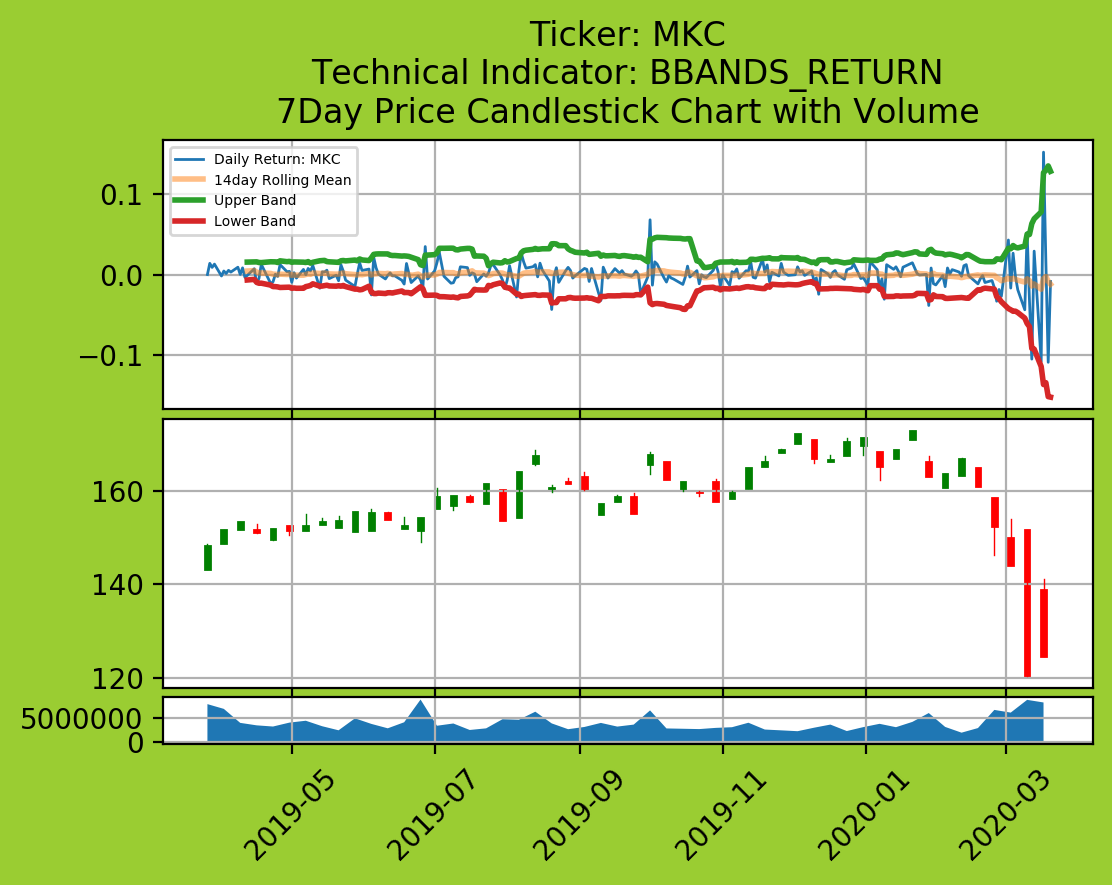 Ticker: MKC
Technical Indicator: BBANDS_RETURN
7Day Price Candlestick Chart with Volume
Daily Return: MKC
14day Rolling Mean
Upper Band
Lower Band
0.1
0.0
−0.1
160
140
120
5000000
0
2019-05
2019-07
2019-09
2019-11
2020-01
2020-03